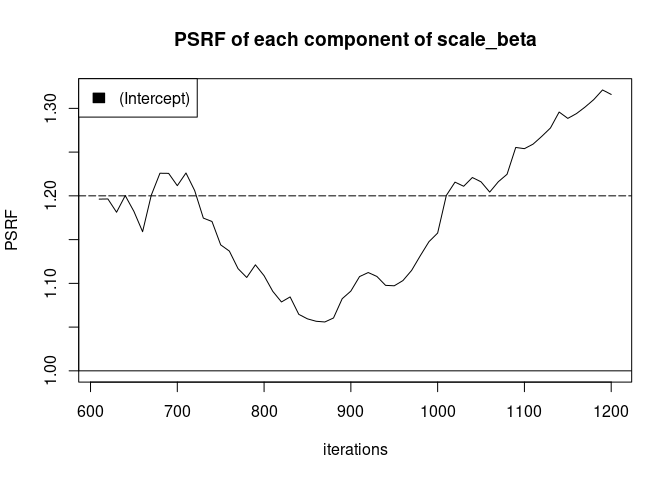 PSRF of each component of scale_beta
(Intercept)
PSRF
1.30
1.20
1.10
1.00
600 700 800 900 1000 1100 1200
iterations